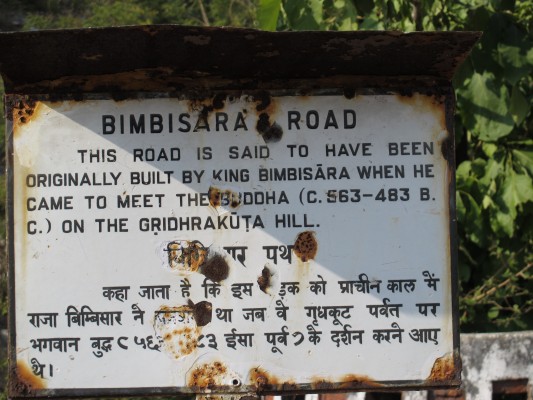 BIMBISĀRA ROAD
THIS ROAD IS SAID TO HAVE BEEN
ORIGINALLY BUILT BY KING BIMBISĀRA WHEN HE
CAME TO MEET THE BUDDHA (C. 563-483 B.
C.) ON THE GṚIDHRAKŪṬA HILL.
पथ
कहा जाता है कि इस को प्राचीन काल में
राजा बिम्बिसार ने था जब वे गृधकूट पर्वत पर
भगवान बुद्ध ईसा पूर्व के दर्शन करने आए
थे।